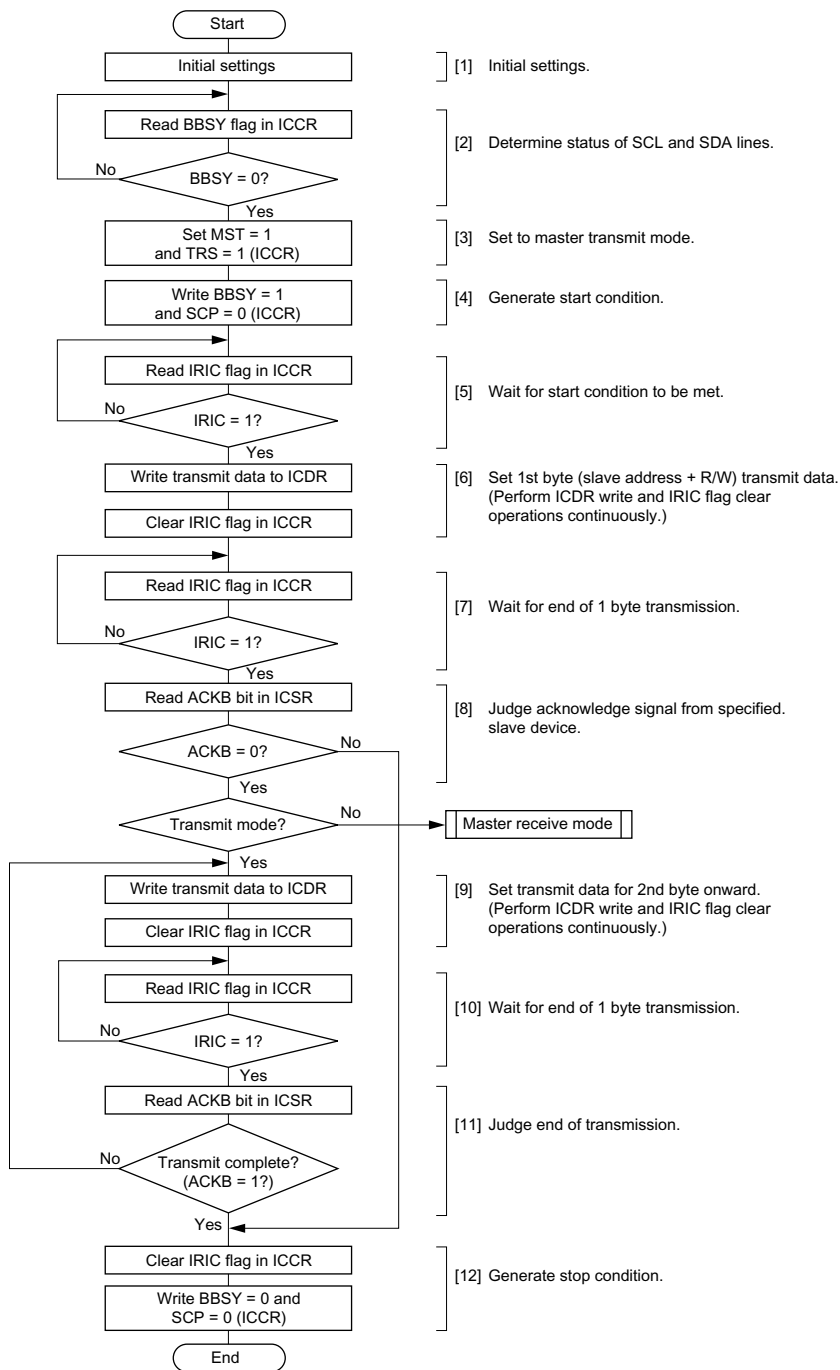 Start
Initial settings
[1] Initial settings.
Read BBSY flag in ICCR
[2] Determine status of SCL and SDA lines.
No
BBSY = 0?
Yes
Set MST = 1
and TRS = 1 (ICCR)
[3] Set to master transmit mode.
Write BBSY = 1
and SCP = 0 (ICCR)
[4] Generate start condition.
Read IRIC flag in ICCR
[5] Wait for start condition to be met.
No
IRIC = 1?
Yes
Write transmit data to ICDR
[6] Set 1st byte (slave address + R/W) transmit data.
(Perform ICDR write and IRIC flag clear
operations continuously.)
Clear IRIC flag in ICCR
Read IRIC flag in ICCR
[7] Wait for end of 1 byte transmission.
No
IRIC = 1?
Yes
Read ACKB bit in ICSR
[8] Judge acknowledge signal from specified.
slave device.
ACKB = 0?
No
Yes
Transmit mode?
No
Master receive mode
Yes
Write transmit data to ICDR
[9] Set transmit data for 2nd byte onward.
(Perform ICDR write and IRIC flag clear
operations continuously.)
Clear IRIC flag in ICCR
Read IRIC flag in ICCR
[10] Wait for end of 1 byte transmission.
No
IRIC = 1?
Yes
Read ACKB bit in ICSR
[11] Judge end of transmission.
No
Transmit complete?
(ACKB = 1?)
Yes
Clear IRIC flag in ICCR
[12] Generate stop condition.
Write BBSY = 0 and
SCP = 0 (ICCR)
End